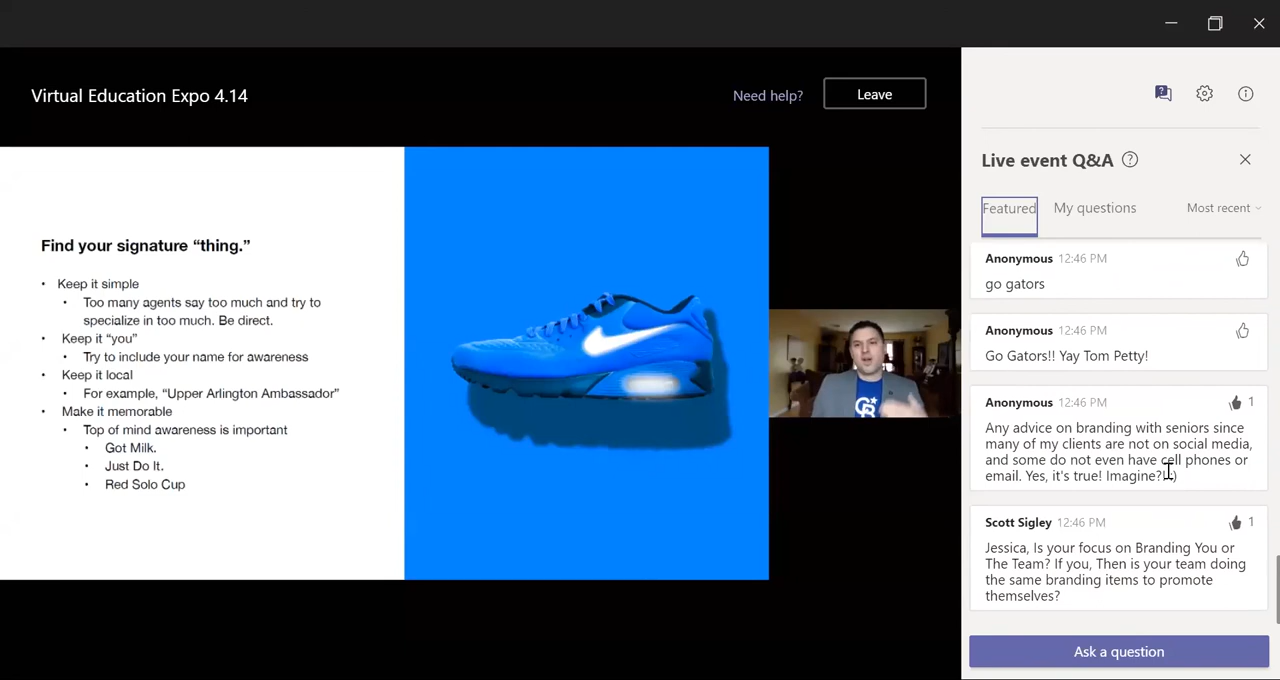 Virtual Education Expo 4.14
Need help?
Leave
Find your signature “thing.”
• Keep it simple
• Too many agents say too much and try to
specialize in too much. Be direct.
• Keep it “you”
• Try to include your name for awareness
• Keep it local
• For example, “Upper Arlington Ambassador”
• Make it memorable
• Top of mind awareness is important
• Got Milk.
• Just Do It.
• Red Solo Cup
Live event Q&A
Featured
My questions
Most recent
Anonymous 12:46 PM
go gators
Anonymous 12:46 PM
Go Gators!! Yay Tom Petty!
Anonymous 12:46 PM 1
Any advice on branding with seniors since
many of my clients are not on social media,
and some do not even have cell phones or
email. Yes, it's true! Imagine?!:)
Scott Sigley 12:46 PM 1
Jessica, Is your focus on Branding You or
The Team? If you, Then is your team doing
the same branding items to promote
themselves?
Ask a question